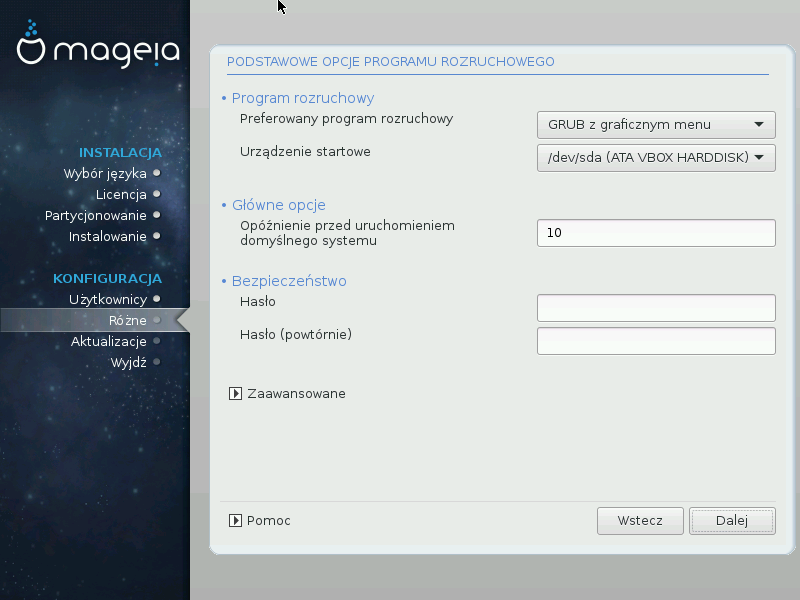 mageia
INSTALACJA
Wybór języka
Licencja
Partycjonowanie
Instalowanie
KONFIGURACJA
Użytkownicy
Różne
Aktualizacje
Wyjdź
PODSTAWOWE OPCJE PROGRAMU ROZRUCHOWEGO
• Program rozruchowy
Preferowany program rozruchowy
GRUB z graficznym menu
Urządzenie startowe
/dev/sda (ATA VBOX HARDDISK)
• Główne opcje
Opóźnienie przed uruchomieniem
domyślnego systemu
10
• Bezpieczeństwo
Hasło
Hasło (powtórnie)
Zaawansowane
Pomoc
Wstecz
Dalej